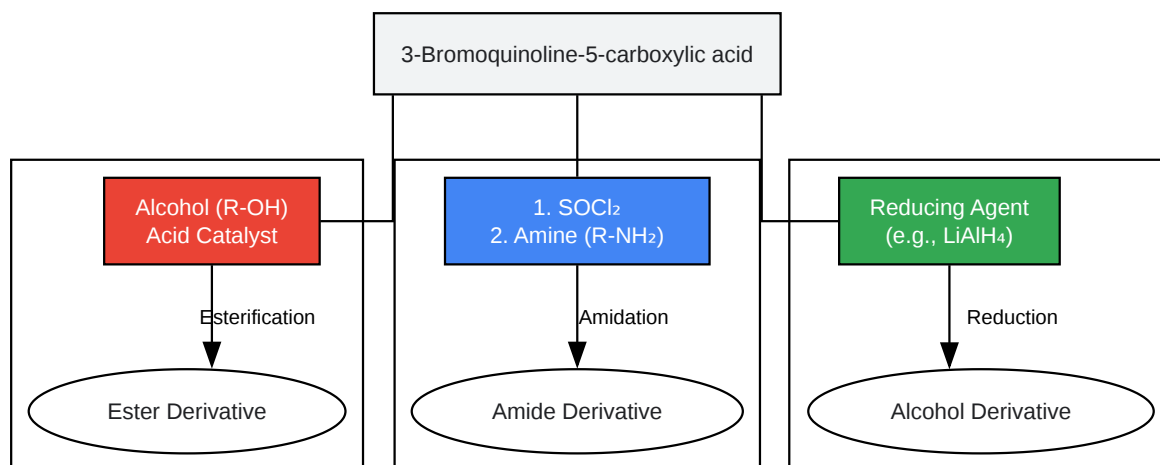 3-Bromoquinoline-5-carboxylic acid
Alcohol (R-OH)
Acid Catalyst
1. SOCl₂
2. Amine (R-NH₂)
Reducing Agent
(e.g., LiAlH₄)
Esterification
Amidation
Reduction
Ester Derivative
Amide Derivative
Alcohol Derivative